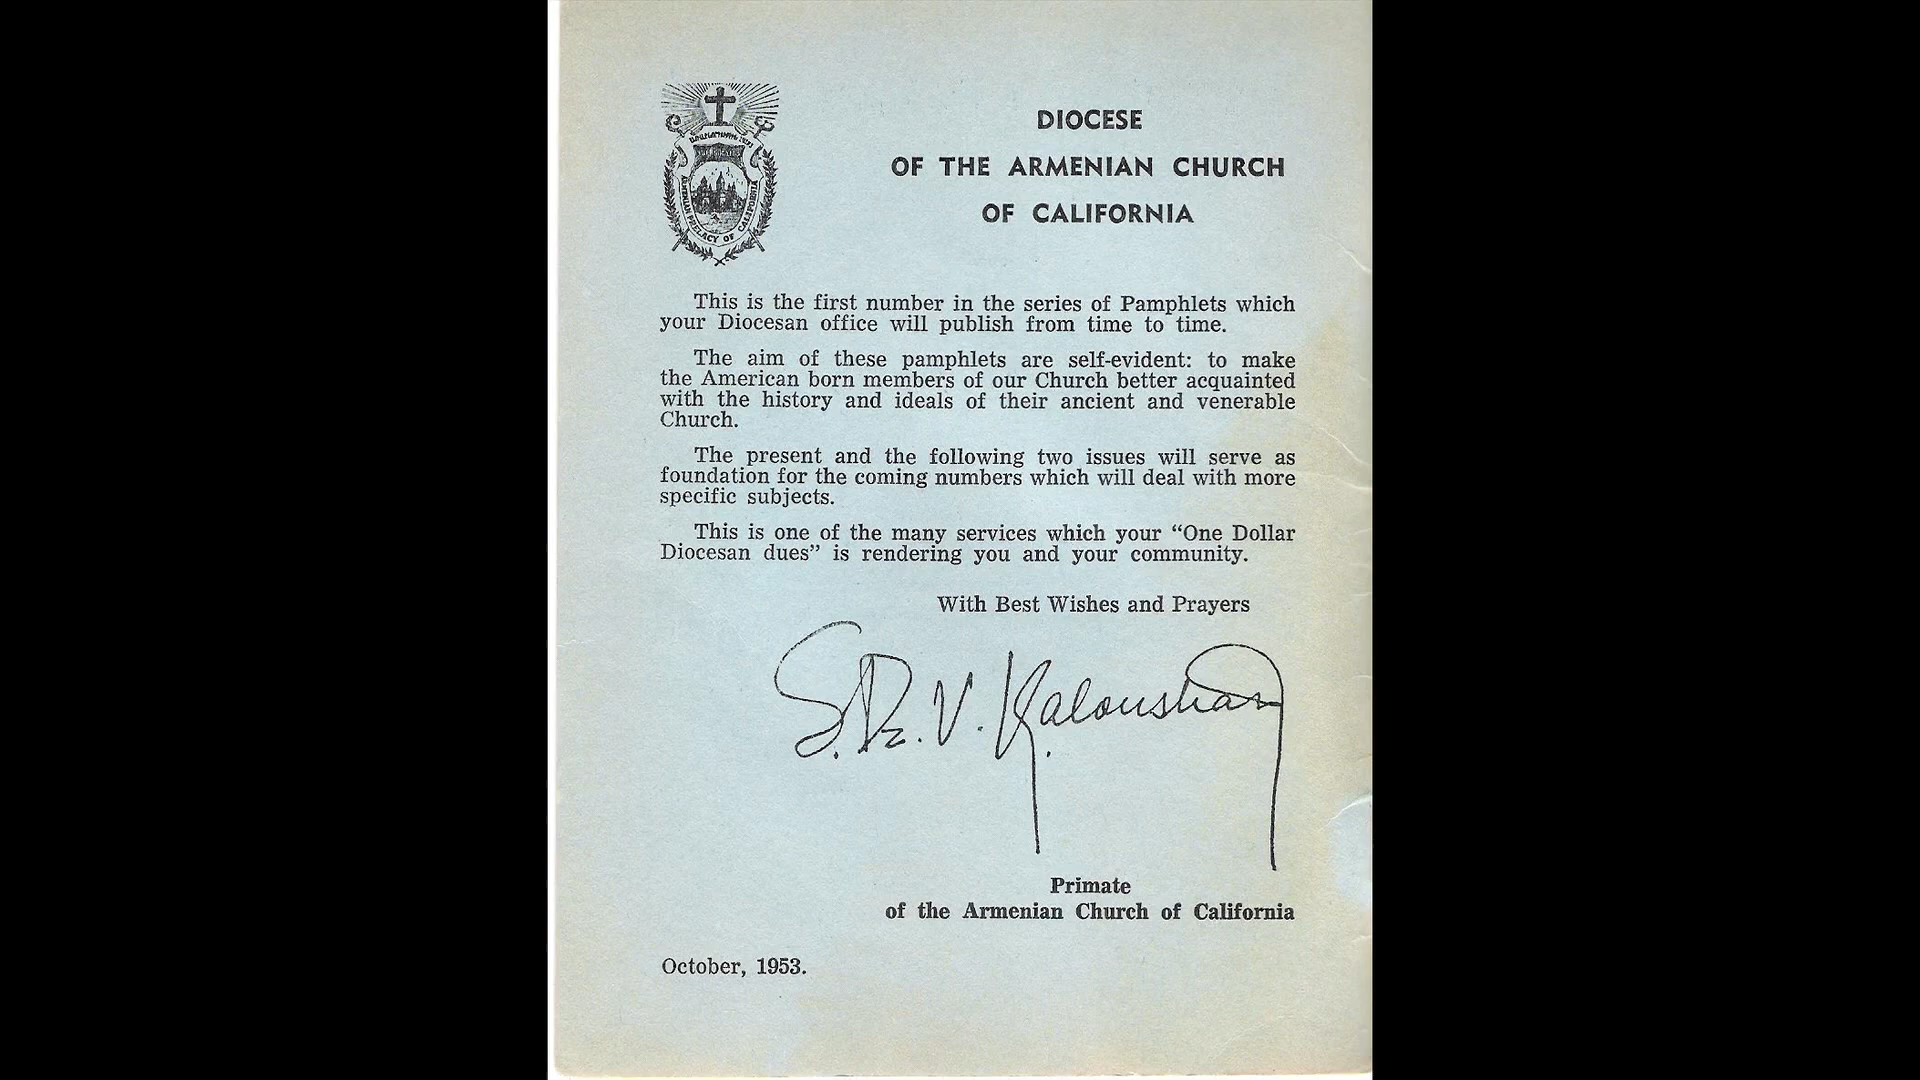 DIOCESE
OF THE ARMENIAN CHURCH
OF CALIFORNIA
ARMENIAN PRELACY OF CALIFORNIA
This is the first number in the series of Pamphlets which
your Diocesan office will publish from time to time.
The aim of these pamphlets are self-evident: to make
the American born members of our Church better acquainted
with the history and ideals of their ancient and venerable
Church.
The present and the following two issues will serve as
foundation for the coming numbers which will deal with more
specific subjects.
This is one of the many services which your “One Dollar
Diocesan dues” is rendering you and your community.
With Best Wishes and Prayers
V. Kaloustian
Primate
of the Armenian Church of California
October, 1953.